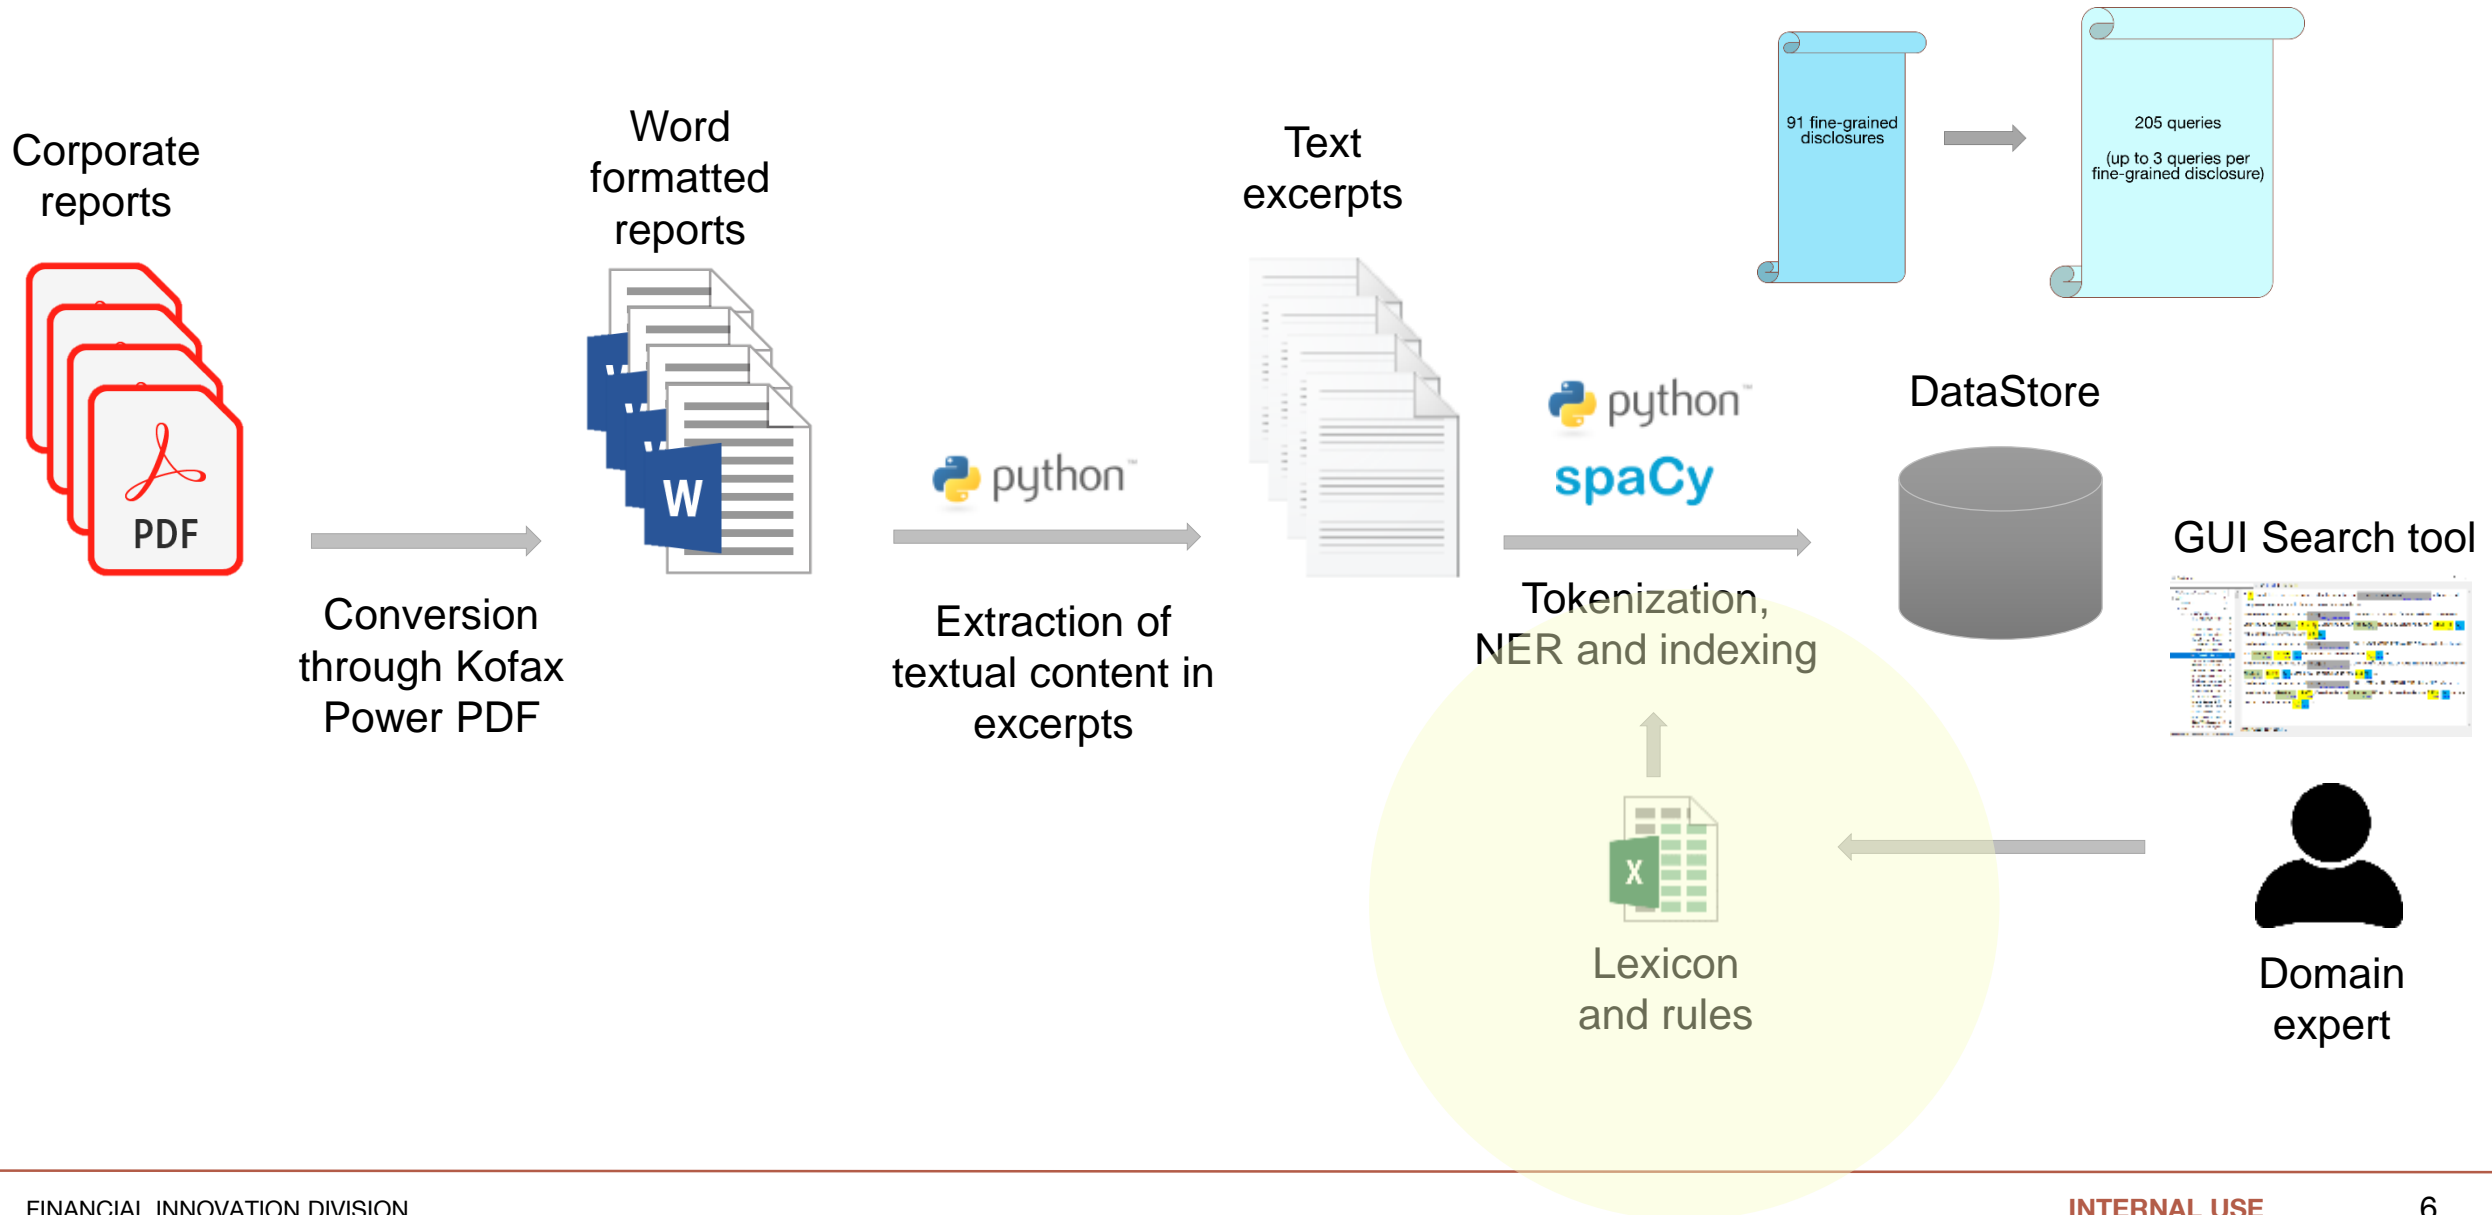 Corporate
reports
PDF
Conversion
through Kofax
Power PDF
Word
formatted
reports
W
python™
Extraction of
textual content in
excerpts
Text
excerpts
python™
spaCy
Tokenization,
NER and indexing
X
Lexicon
and rules
91 fine-grained
disclosures
205 queries
(up to 3 queries per
fine-grained disclosure)
DataStore
GUI Search tool
Domain
expert
FINANCIAL INNOVATION DIVISION
INTERNAL USE
6